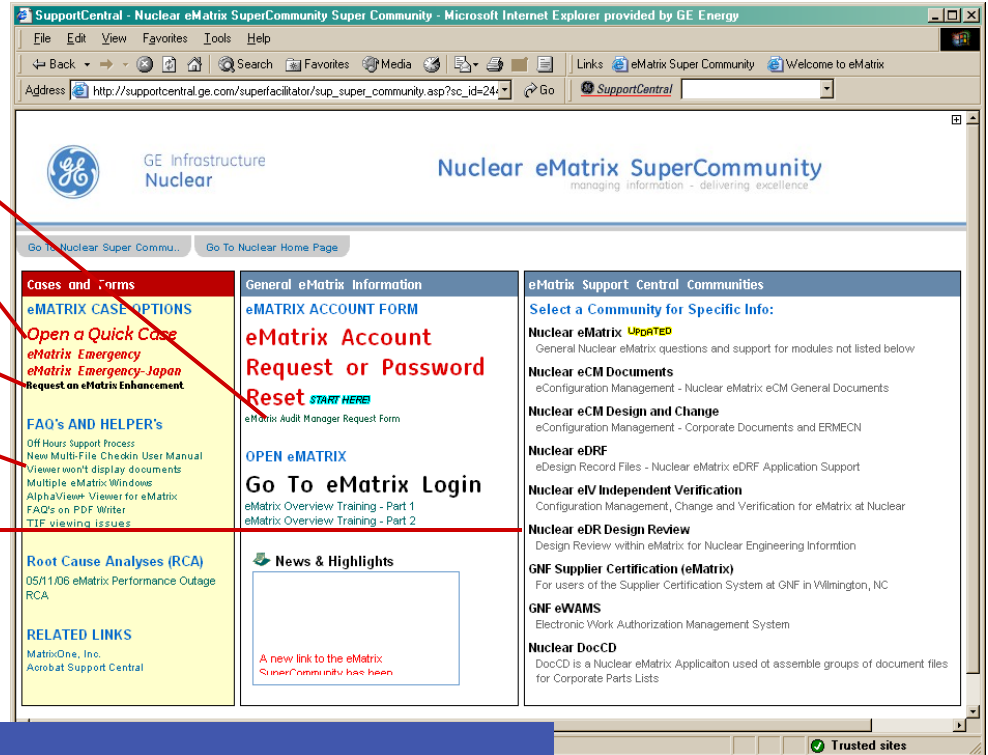 SupportCentral - Nuclear eMatrix SuperCommunity Super Community - Microsoft Internet Explorer provided by GE Energy
File Edit View Favorites Tools Help
Back Search Favorites Media Links eMatrix Super Community Welcome to eMatrix
Address http://supportcentral.ge.com/superfacilitator/sup_super_community.asp?sc_id=24 Go SupportCentral
GE Infrastructure
Nuclear
Nuclear eMatrix SuperCommunity
managing information - delivering excellence
Go To Nuclear Super Commu.. Go To Nuclear Home Page
Cases and Forms
eMATRIX CASE OPTIONS
Open a Quick Case
eMatrix Emergency
eMatrix Emergency-Japan
Request an eMatrix Enhancement
FAQ's AND HELPER's
Off Hours Support Process
New Multi-File Checkin User Manual
Viewer won't display documents
Multiple eMatrix Windows
AlphaView+ Viewer for eMatrix
FAQ's on PDF Writer
TIF viewing issues
Root Cause Analyses (RCA)
05/11/06 eMatrix Performance Outage
RCA
RELATED LINKS
MatrixOne, Inc.
Acrobat Support Central
General eMatrix Information
eMATRIX ACCOUNT FORM
eMatrix Account
Request or Password
Reset START HERE!
eMatrix Audit Manager Request Form
OPEN eMATRIX
Go To eMatrix Login
eMatrix Overview Training - Part 1
eMatrix Overview Training - Part 2
News & Highlights
A new link to the eMatrix
SuperCommunity has been
eMatrix Support Central Communities
Select a Community for Specific Info:
Nuclear eMatrix UPDATED
General Nuclear eMatrix questions and support for modules not listed below
Nuclear eCM Documents
eConfiguration Management - Nuclear eMatrix eCM General Documents
Nuclear eCM Design and Change
eConfiguration Management - Corporate Documents and ERMECN
Nuclear eDRF
eDesign Record Files - Nuclear eMatrix eDRF Application Support
Nuclear eIV Independent Verification
Configuration Management, Change and Verification for eMatrix at Nuclear
Nuclear eDR Design Review
Design Review within eMatrix for Nuclear Engineering Informtion
GNF Supplier Certification (eMatrix)
For users of the Supplier Certification System at GNF in Wilmington, NC
GNF eWAMS
Electronic Work Authorization Management System
Nuclear DocCD
DocCD is a Nuclear eMatrix Applicaiton used ot assemble groups of document files
for Corporate Parts Lists
Trusted sites